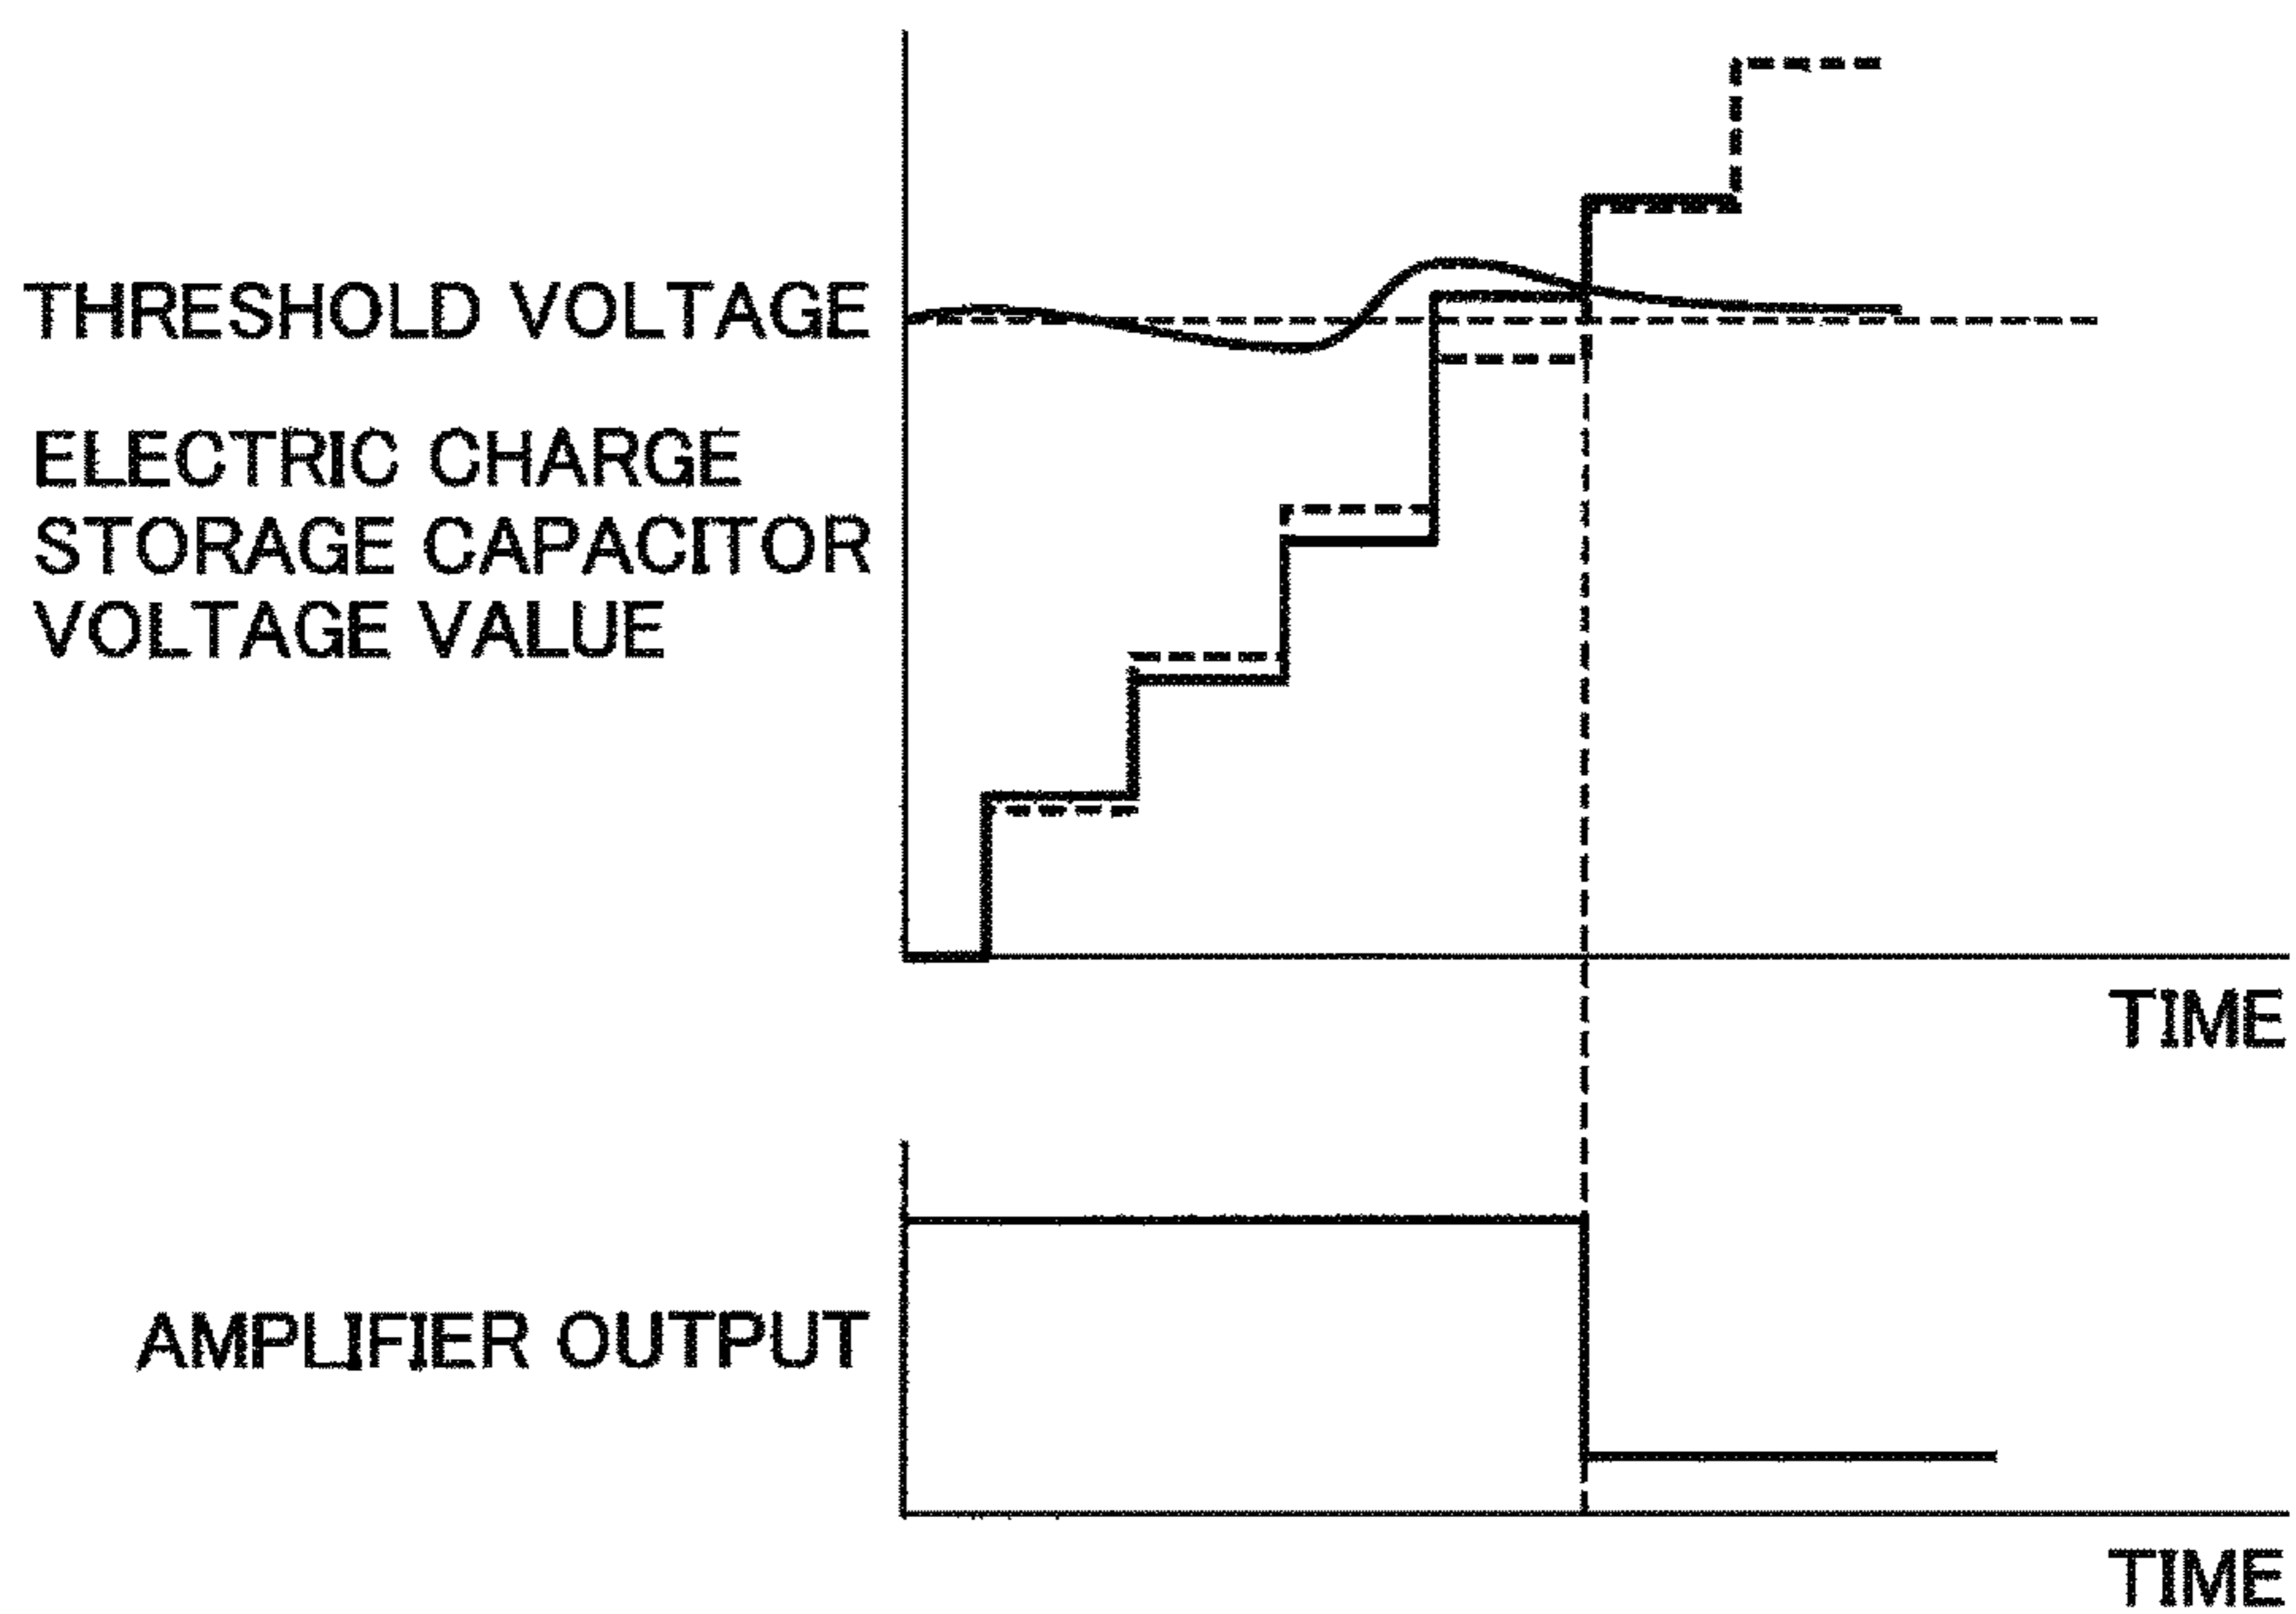 THRESHOLD VOLTAGE
ELECTRIC CHARGE
STORAGE CAPACITOR
VOLTAGE VALUE
TIME
AMPLIFIER OUTPUT
TIME